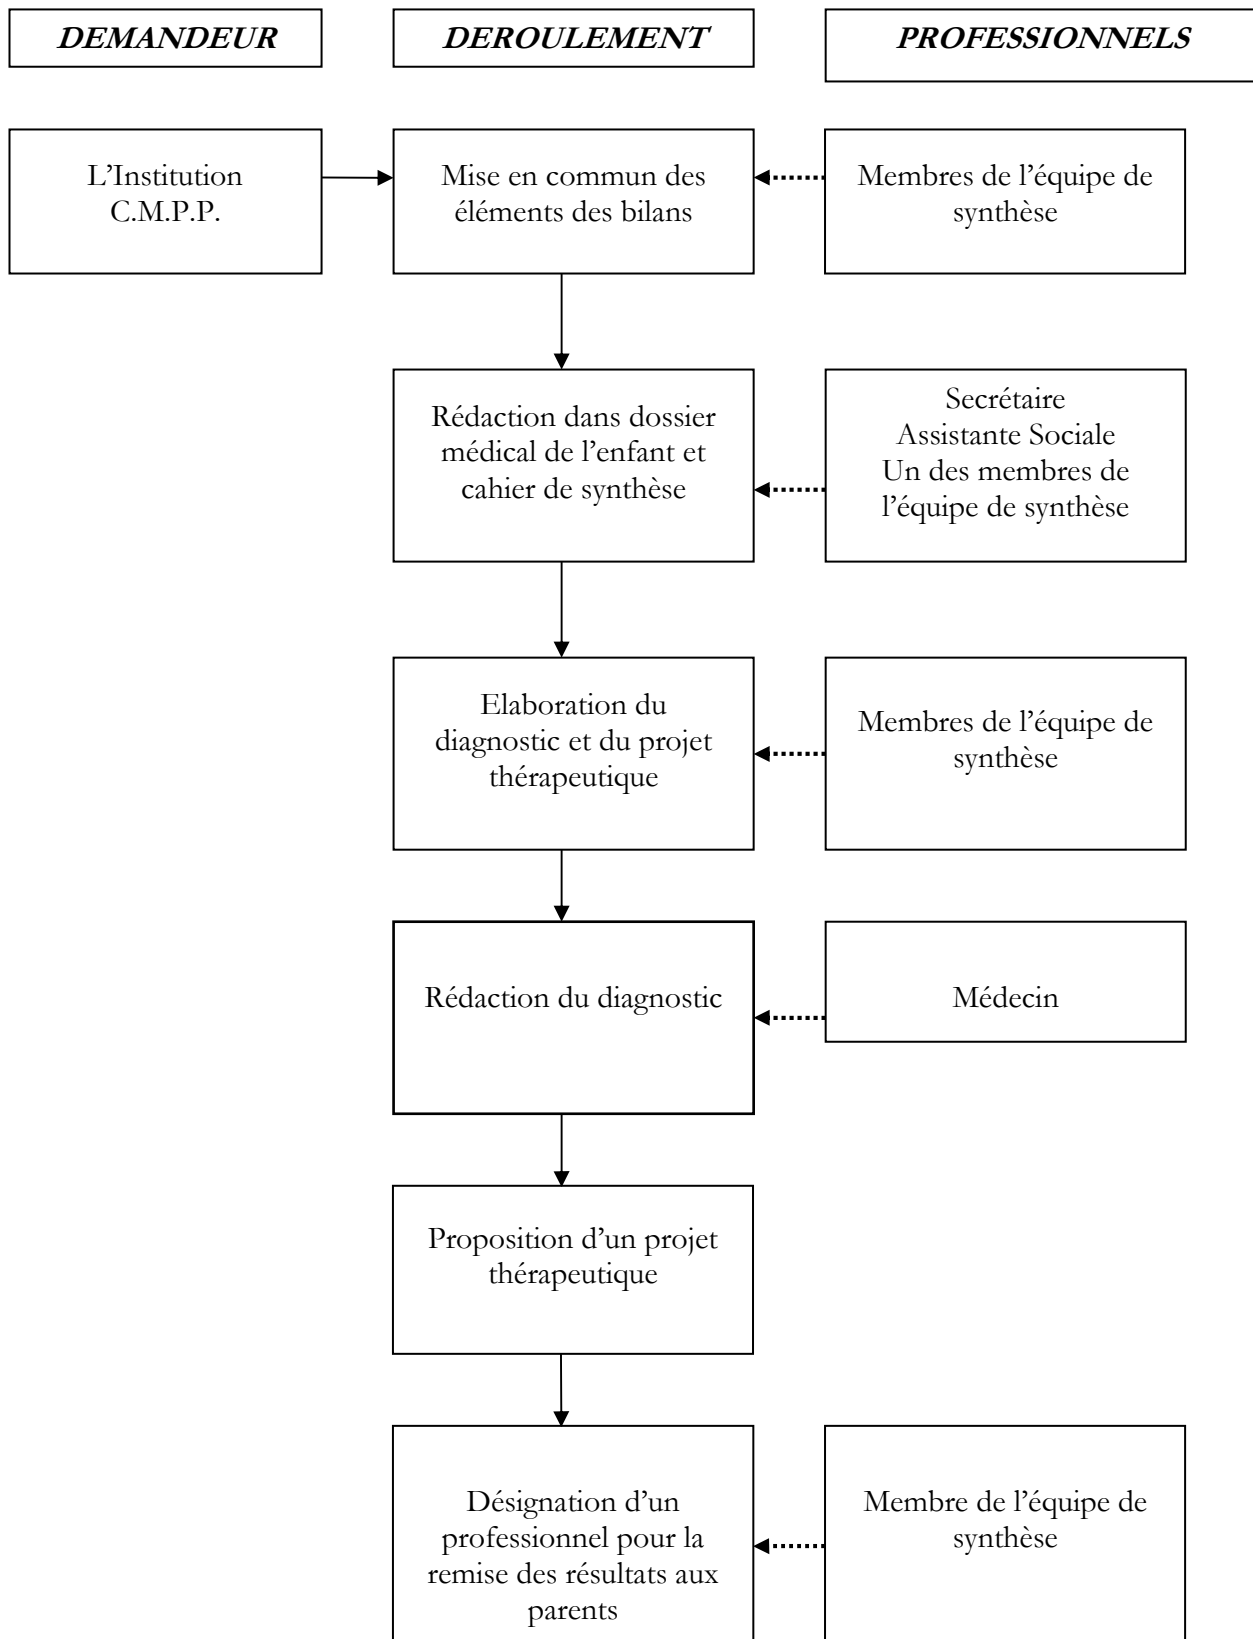 DEMANDEUR
DEROULEMENT
PROFESSIONNELS
L’Institution
C.M.P.P.
Mise en commun des
éléments des bilans
Membres de l’équipe de
synthèse
Rédaction dans dossier
médical de l’enfant et
cahier de synthèse
Secrétaire
Assistante Sociale
Un des membres de
l’équipe de synthèse
Elaboration du
diagnostic et du projet
thérapeutique
Membres de l’équipe de
synthèse
Rédaction du diagnostic
Médecin
Proposition d’un projet
thérapeutique
Désignation d’un
professionnel pour la
remise des résultats aux
parents
Membre de l’équipe de
synthèse